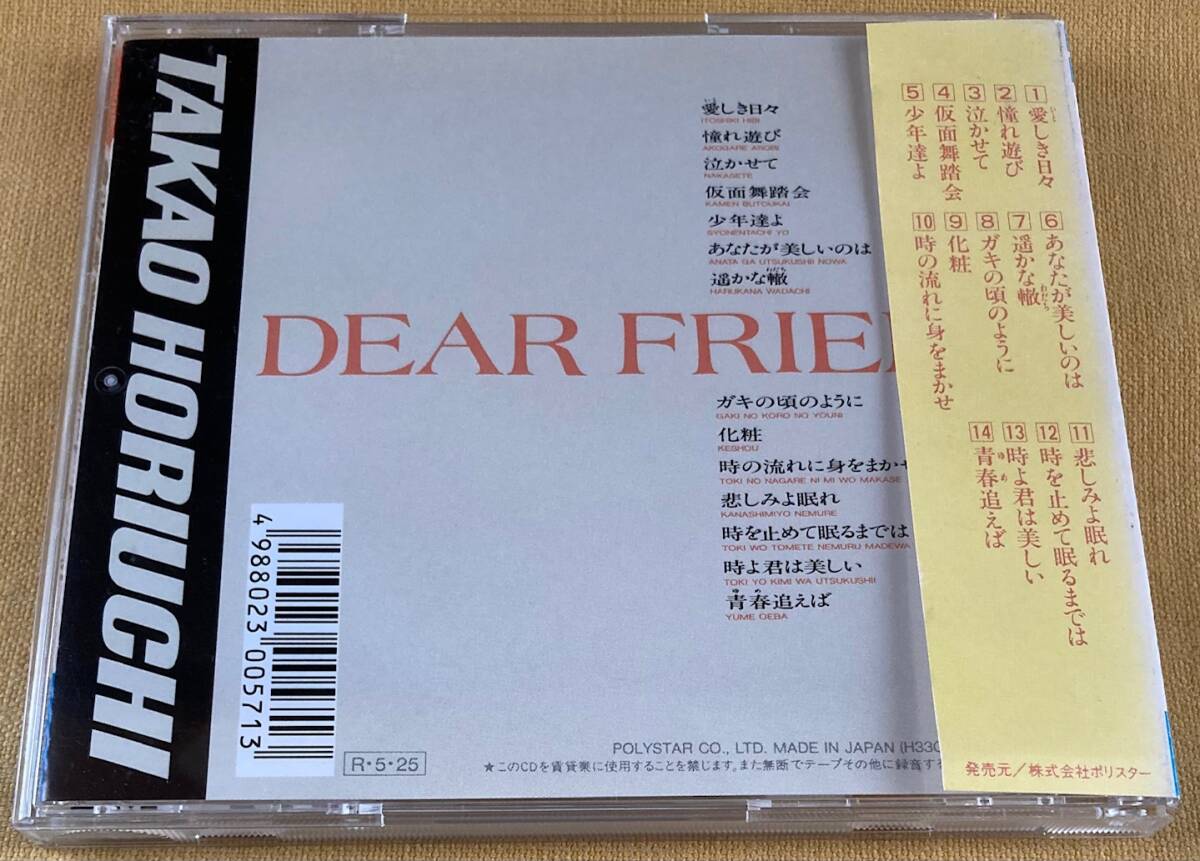 TAKAO HORIUCHI
愛しき日々
ITOSHIKI HIBI
憧れ遊び
AKOGARE ASOBI
泣かせて
NAKASETE
仮面舞踏会
KAMEN BUTOUKAI
少年達よ
SYONENTACHI YO
あなたが美しいのは
ANATA GA UTSUKUSHII NOWA
遥かな轍
わだち
HARUKANA WADACHI
DEAR FRIE
ガキの頃のように
GAKI NO KORO NO YOUNI
化粧
KESHOU
時の流れに身をまかせ
TOKI NO NAGARE NI MI WO MAKASE
悲しみよ眠れ
KANASHIMIYO NEMURE
時を止めて眠るまでは
TOKI WO TOMETE NEMURU MADEWA
時よ君は美しい
TOKI YO KIMI WA UTSUKUSHII
青春追えば
ゆめ
YUME OEBA
4 988023 005713
R・5・25
POLYSTAR CO., LTD. MADE IN JAPAN (H33
★このCDを賃貸業に使用することを禁じます。また無断でテープその他に録音する
1 愛しき日々
2 憧れ遊び
3 泣かせて
4 仮面舞踏会
5 少年達よ
6 あなたが美しいのは
7 遥かな轍
わだち
8 ガキの頃のように
9 化粧
10 時の流れに身をまかせ
11 悲しみよ眠れ
12 時を止めて眠るまでは
13 時よ君は美しい
14 青春追えば
ゆめ
発売元/株式会社ポリスター